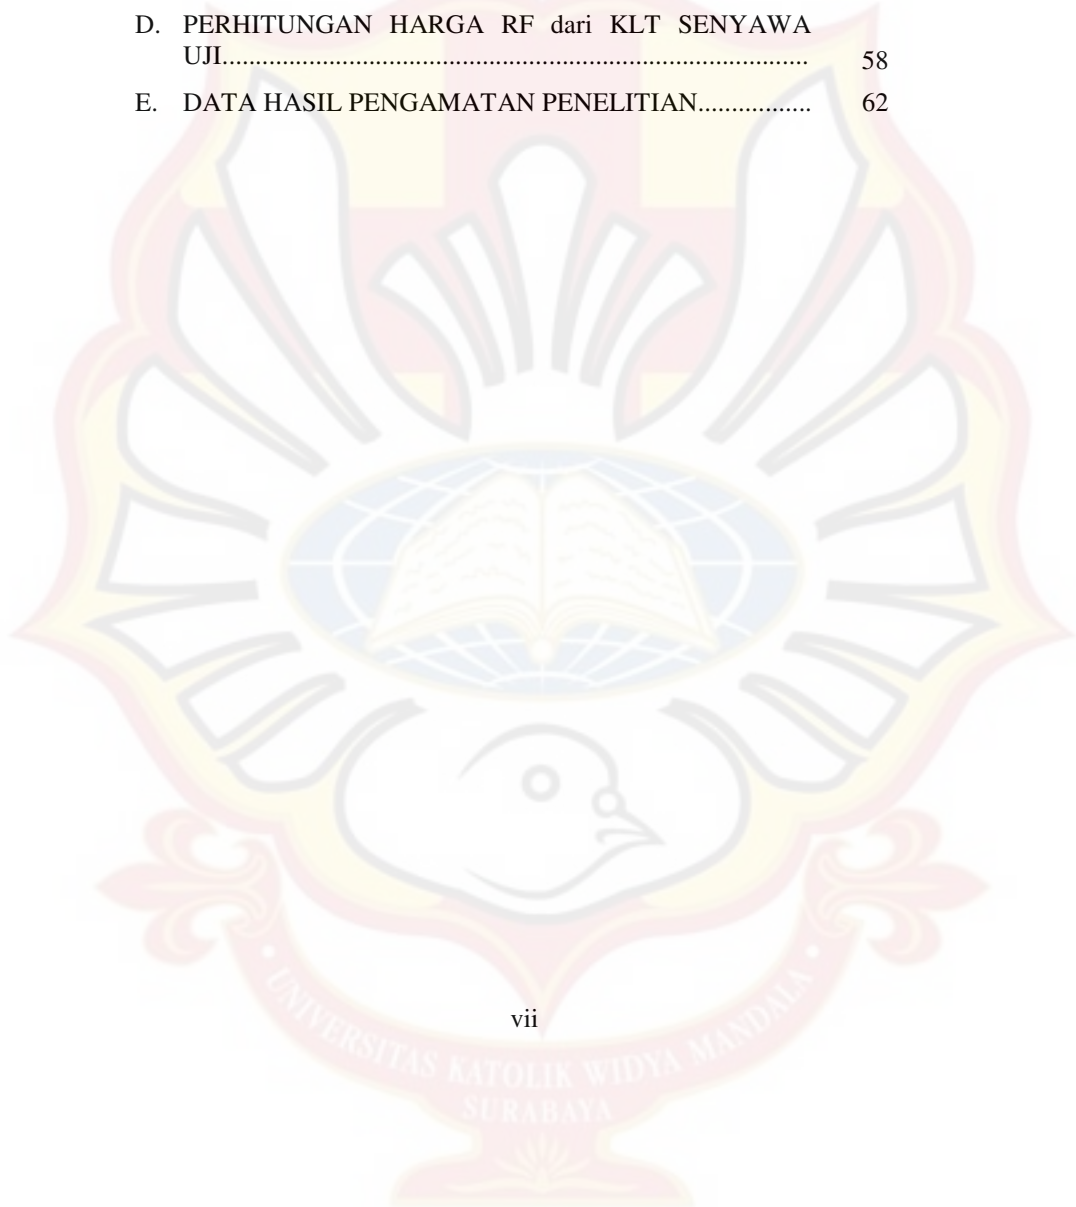 D. PERHITUNGAN HARGA RF dari KLT SENYAWA
UJI....................................................................................... 58
E. DATA HASIL PENGAMATAN PENELITIAN................. 62
vii
UNIVERSITAS KATOLIK WIDYA MANDALA
SURABAYA